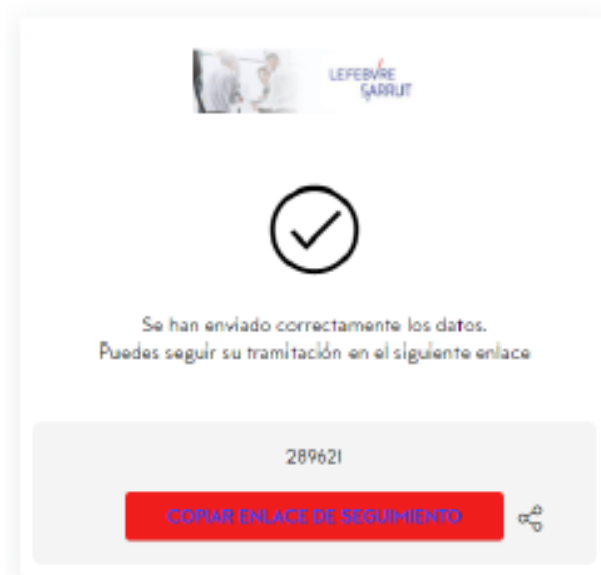 LEFEBVRE
SARRUT
Se han enviado correctamente los datos.
Puedes seguir su tramitación en el siguiente enlace
289621
COPIAR ENLACE DE SEGUIMIENTO